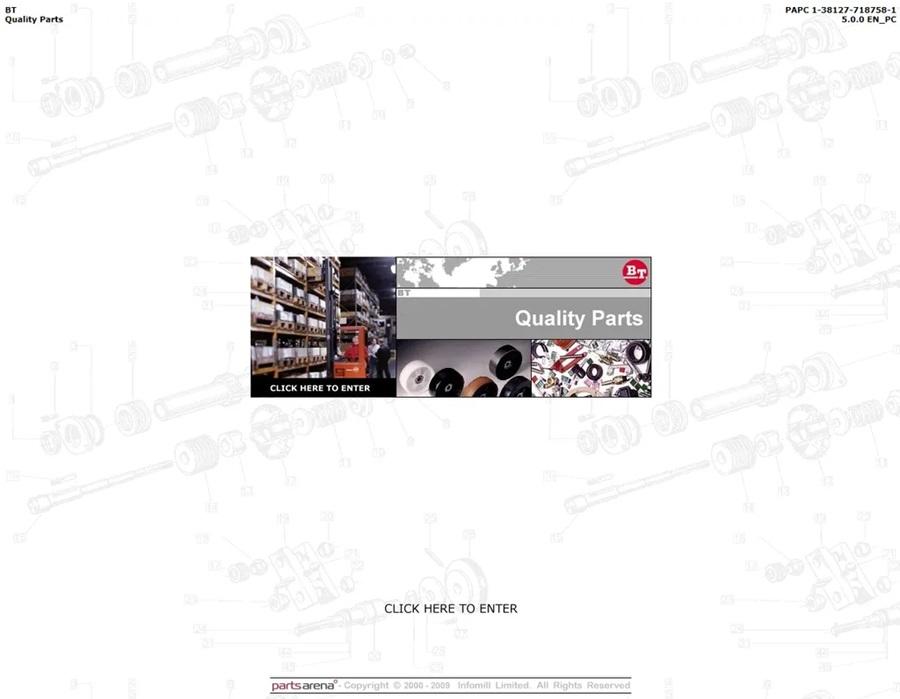 BT
Quality Parts
PAPC 1-38127-718758-1
5.0.0 EN_PC
BT
BT
Quality Parts
CLICK HERE TO ENTER
CLICK HERE TO ENTER
partsarena - Copyright © 2000 - 2009 Infomill Limited. All Rights Reserved